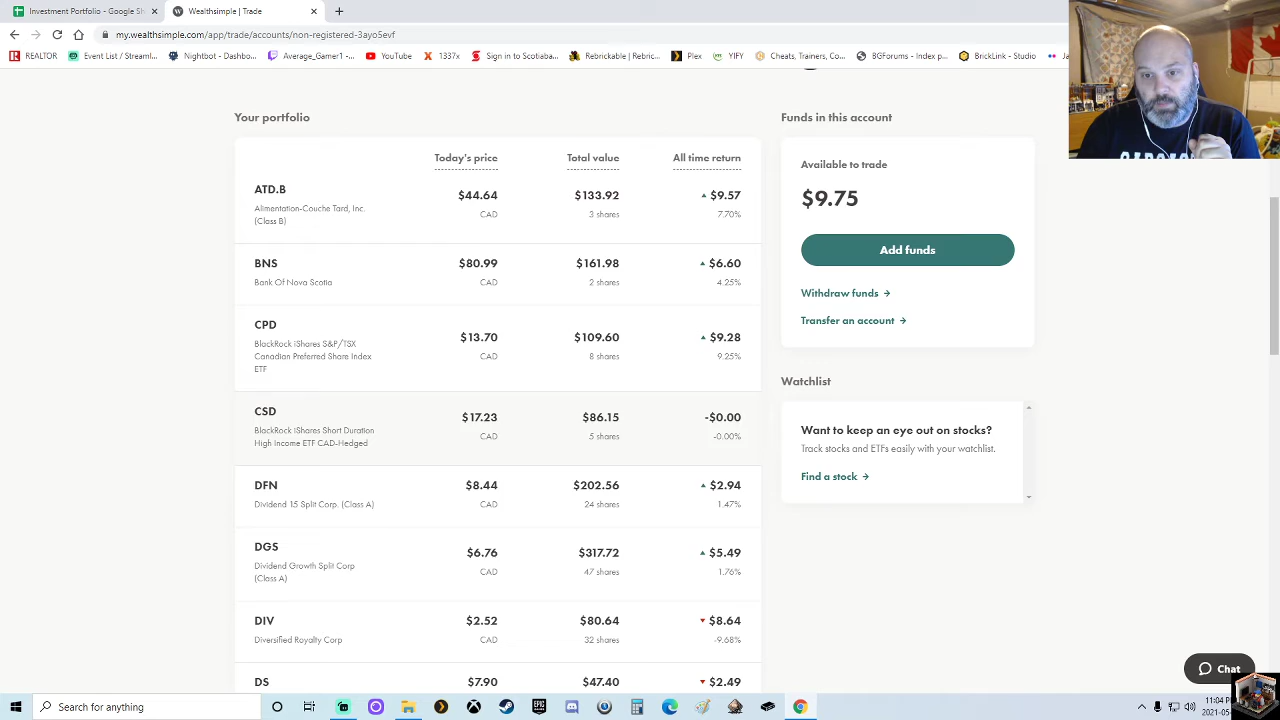 Investment Portfolio - Google Sh
Wealthsimple | Trade
my.wealthsimple.com/app/trade/accounts/non-registered-3ayo5evf
REALTOR
Event List / Streaml...
Nightbot - Dashbo...
Average_Gamer1 -...
YouTube
1337x
Sign in to Scotiaba...
Rebrickable | Rebric...
Plex
YIFY
Cheats, Trainers, Co...
BGForums - Index p...
BrickLink - Studio
Your portfolio
Today's price
Total value
All time return
ATD.B
Alimentation-Couche Tard, Inc.
(Class B)
$44.64
CAD
$133.92
3 shares
$9.57
7.70%
BNS
Bank Of Nova Scotia
$80.99
CAD
$161.98
2 shares
$6.60
4.25%
CPD
BlackRock iShares S&P/TSX
Canadian Preferred Share Index
ETF
$13.70
CAD
$109.60
8 shares
$9.28
9.25%
CSD
BlackRock iShares Short Duration
High Income ETF CAD-Hedged
$17.23
CAD
$86.15
5 shares
-$0.00
-0.00%
DFN
Dividend 15 Split Corp. (Class A)
$8.44
CAD
$202.56
24 shares
$2.94
1.47%
DGS
Dividend Growth Split Corp
(Class A)
$6.76
CAD
$317.72
47 shares
$5.49
1.76%
DIV
Diversified Royalty Corp
$2.52
CAD
$80.64
32 shares
$8.64
-9.68%
DS
$7.90
$47.40
$2.49
Funds in this account
Available to trade
$9.75
Add funds
Withdraw funds
Transfer an account
Watchlist
Want to keep an eye out on stocks?
Track stocks and ETFs easily with your watchlist.
Find a stock
Chat
Search for anything
11:04
2021-05